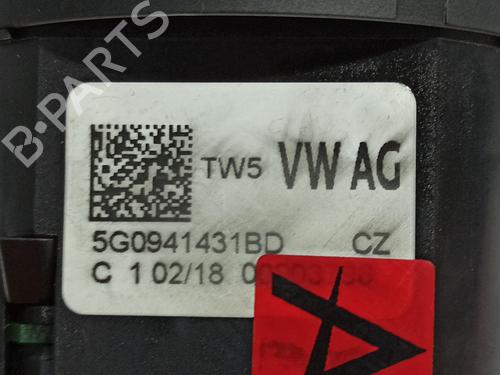 B-PARTS
TW5 VW AG
5G0941431BD CZ
C 1 02/18
A